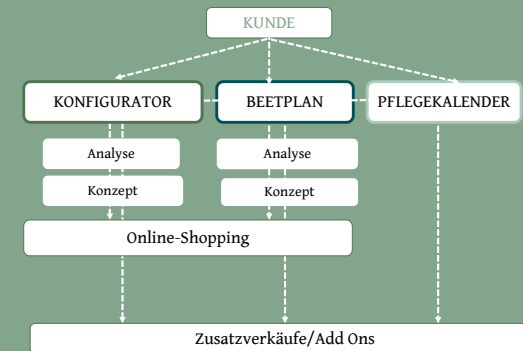 KUNDE
KONFIGURATOR
BEETPLAN
PFLEGEKALENDER
Analyse
Analyse
Konzept
Konzept
Online-Shopping
Zusatzverkäufe/Add Ons